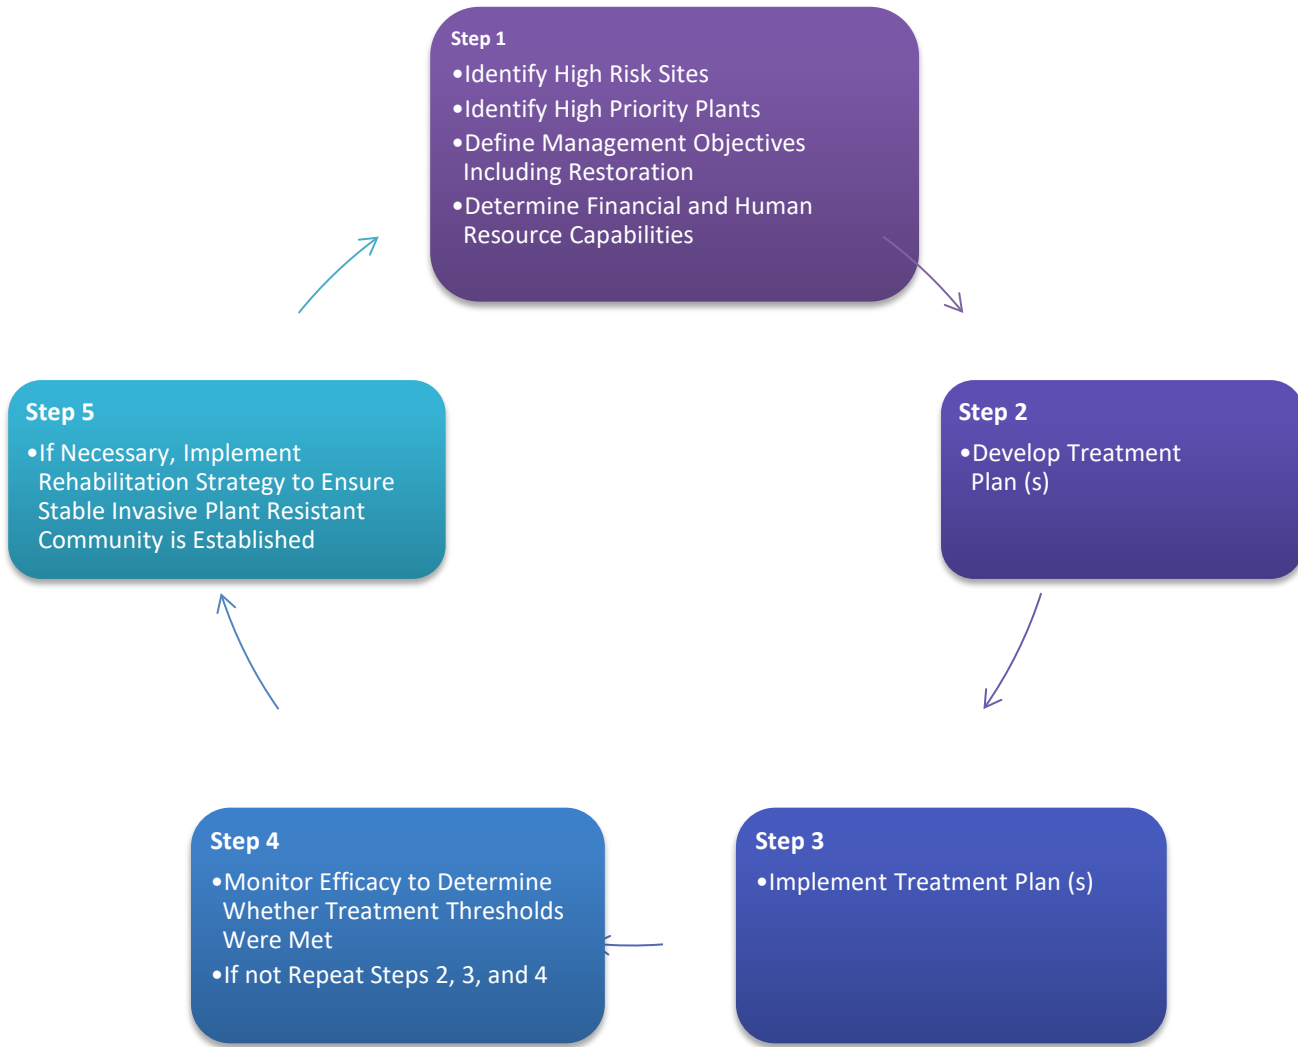 Step 1
•Identify High Risk Sites
•Identify High Priority Plants
•Define Management Objectives
Including Restoration
•Determine Financial and Human
Resource Capabilities
Step 2
•Develop Treatment
Plan (s)
Step 3
•Implement Treatment Plan (s)
Step 4
•Monitor Efficacy to Determine
Whether Treatment Thresholds
Were Met
•If not Repeat Steps 2, 3, and 4
Step 5
•If Necessary, Implement
Rehabilitation Strategy to Ensure
Stable Invasive Plant Resistant
Community is Established